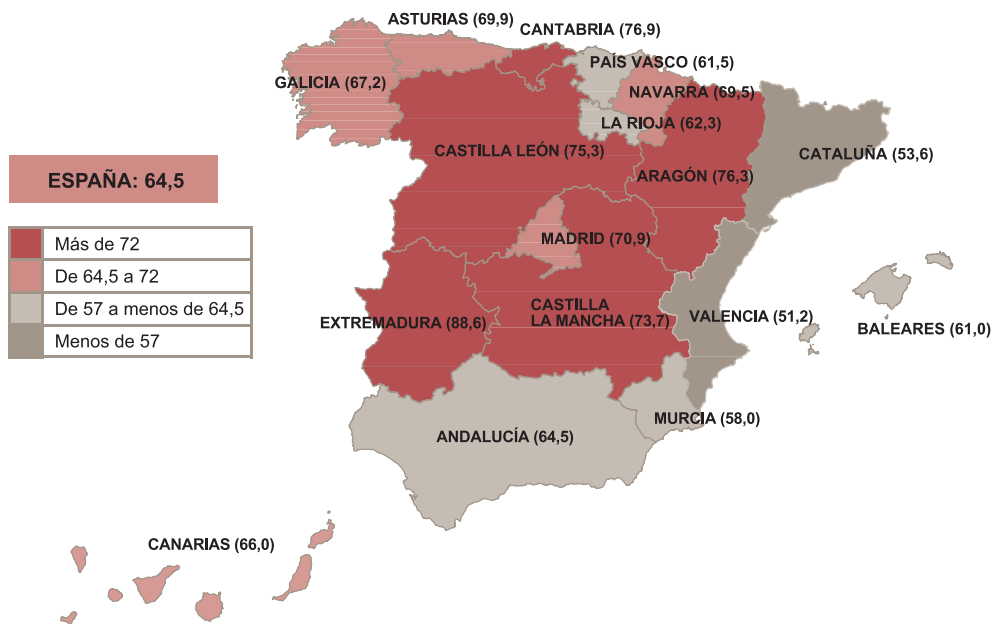 ASTURIAS (69,9)
CANTABRIA (76,9)
PAÍS VASCO (61,5)
GALICIA (67,2)
NAVARRA (69,5)
LA RIOJA (62,3)
CASTILLA LEÓN (75,3)
CATALUÑA (53,6)
ARAGÓN (76,3)
ESPAÑA: 64,5
Más de 72
De 64,5 a 72
De 57 a menos de 64,5
Menos de 57
MADRID (70,9)
EXTREMADURA (88,6)
CASTILLA
LA MANCHA (73,7)
VALENCIA (51,2)
BALEARES (61,0)
MURCIA (58,0)
ANDALUCÍA (64,5)
CANARIAS (66,0)